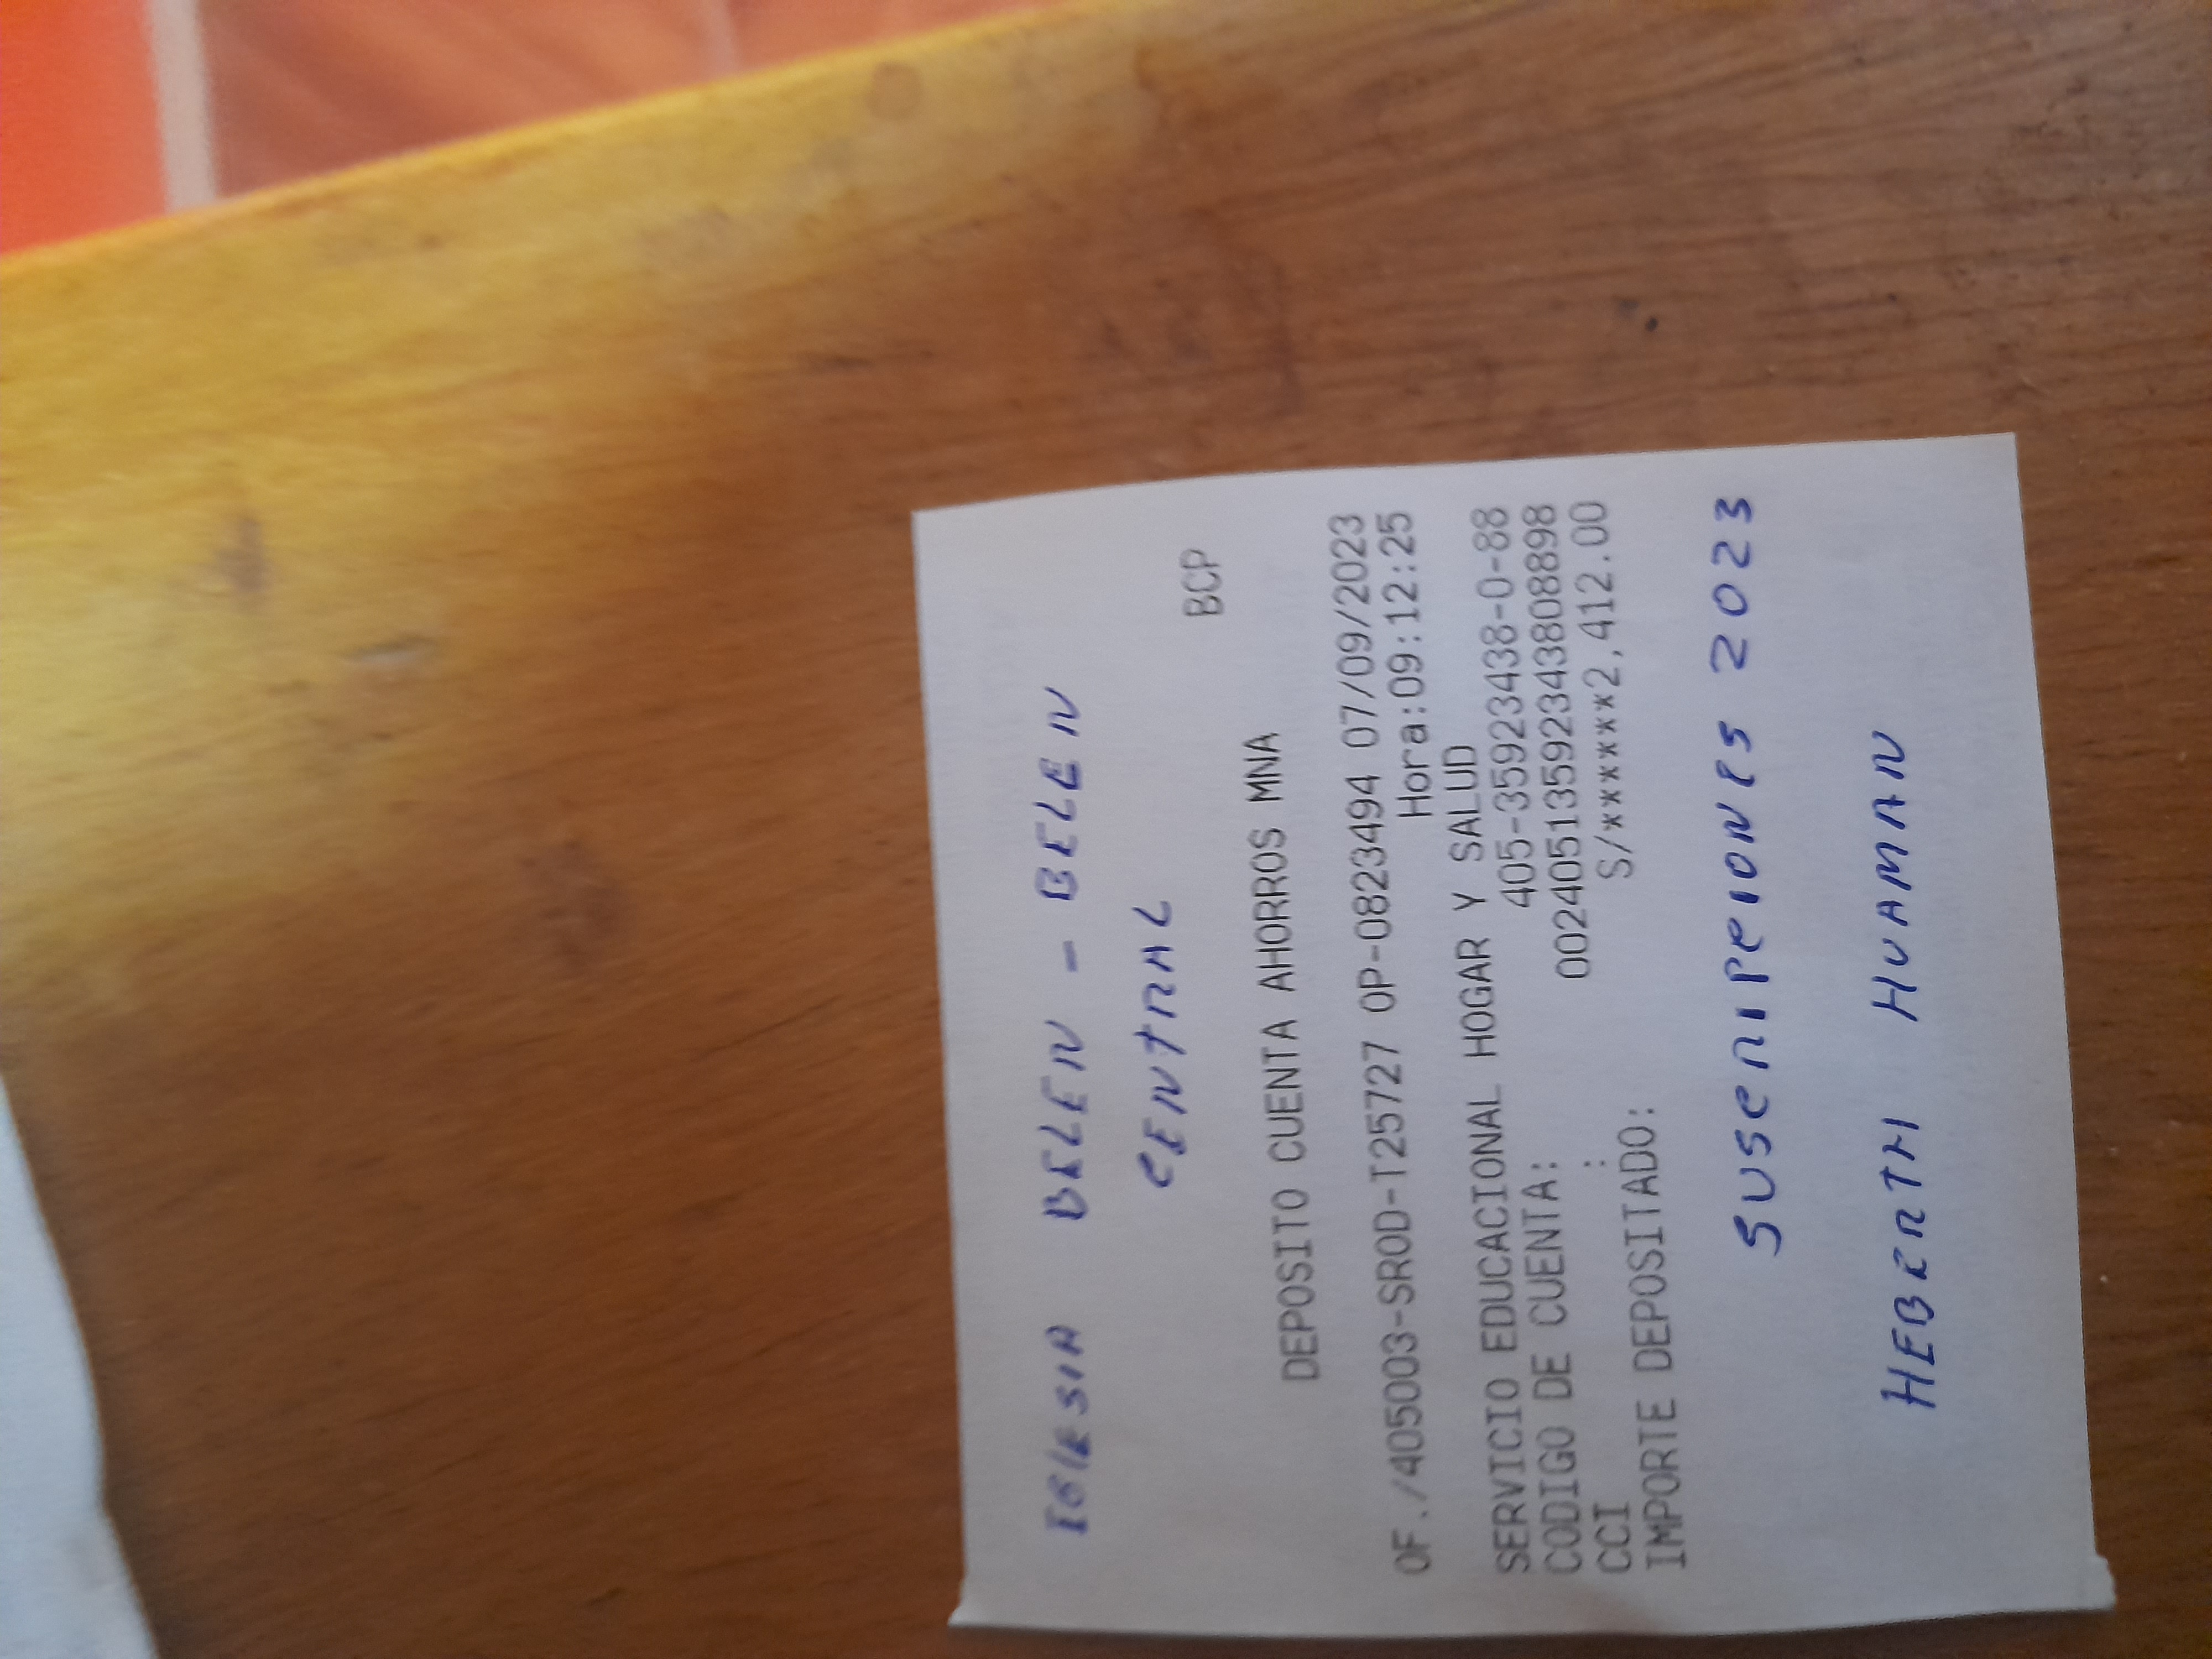 IGLESIA BELEN - BELEN
CENTRAL
BCP
DEPOSITO CUENTA AHORROS MNA
OF./405003-SROD-T25727 OP-0823494 07/09/2023
Hora:09:12:25
SERVICIO EDUCACIONAL HOGAR Y SALUD
CODIGO DE CUENTA: 405-35923438-0-88
CCI : 00240513592343808898
IMPORTE DEPOSITADO: S/******2,412.00
SUSCRIPCIONES 2023
HEBERTH HUAMAN